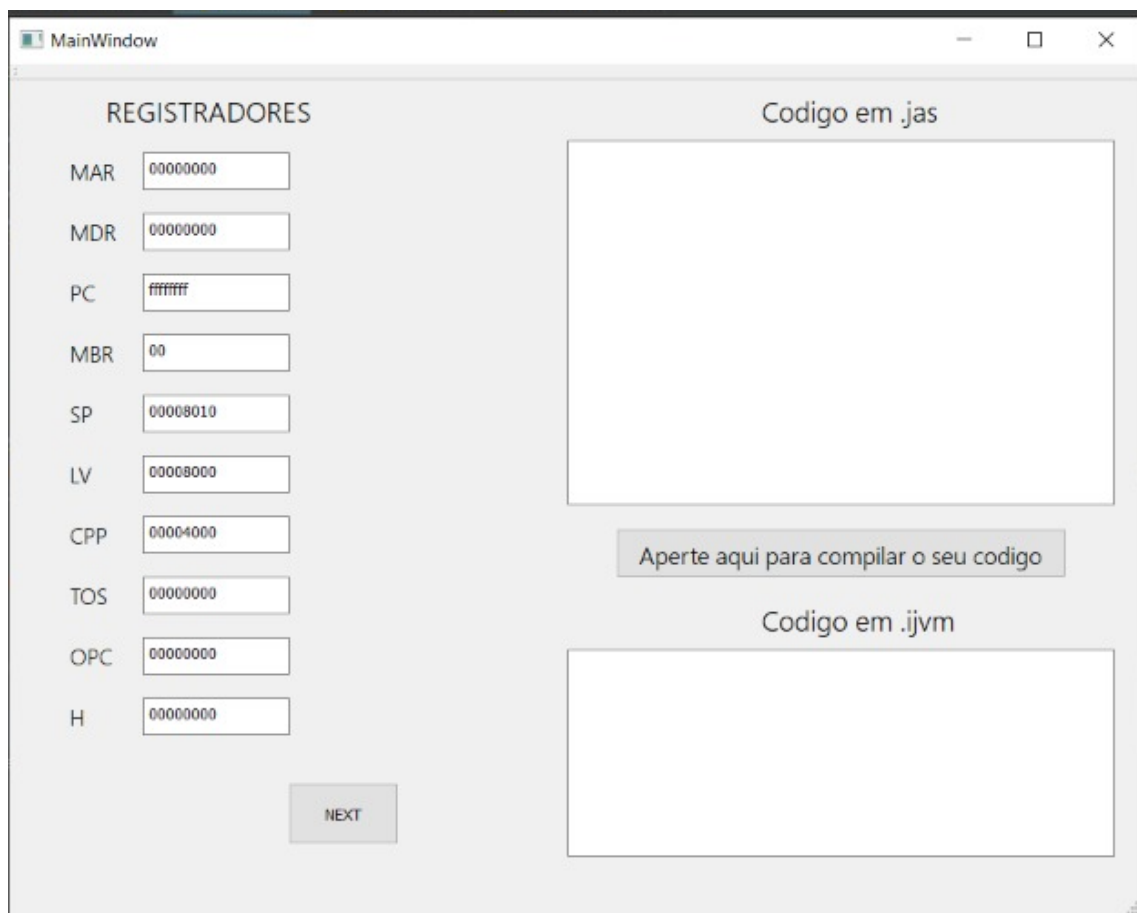 MainWindow
REGISTRADORES
MAR 00000000
MDR 00000000
PC ffffffff
MBR 00
SP 00008010
LV 00008000
CPP 00004000
TOS 00000000
OPC 00000000
H 00000000
NEXT
Codigo em .jas
Aperte aqui para compilar o seu codigo
Codigo em .ijvm